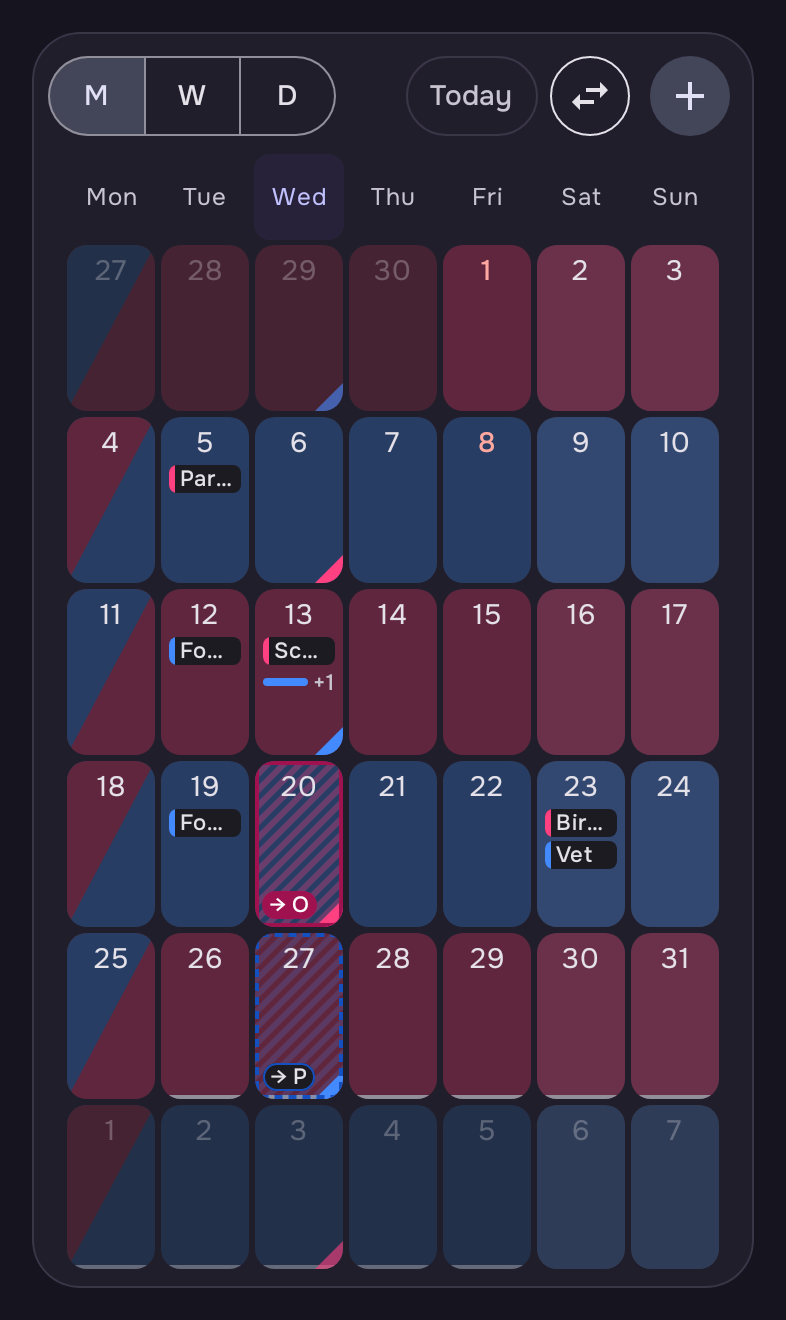 M W D Today
Mon Tue Wed Thu Fri Sat Sun
27 28 29 30 1 2 3
4 5 6 7 8 9 10
Par...
11 12 13 14 15 16 17
Fo... Sc...
+1
18 19 20 21 22 23 24
Fo... Bir...
Vet
→ O
25 26 27 28 29 30 31
→ P
1 2 3 4 5 6 7